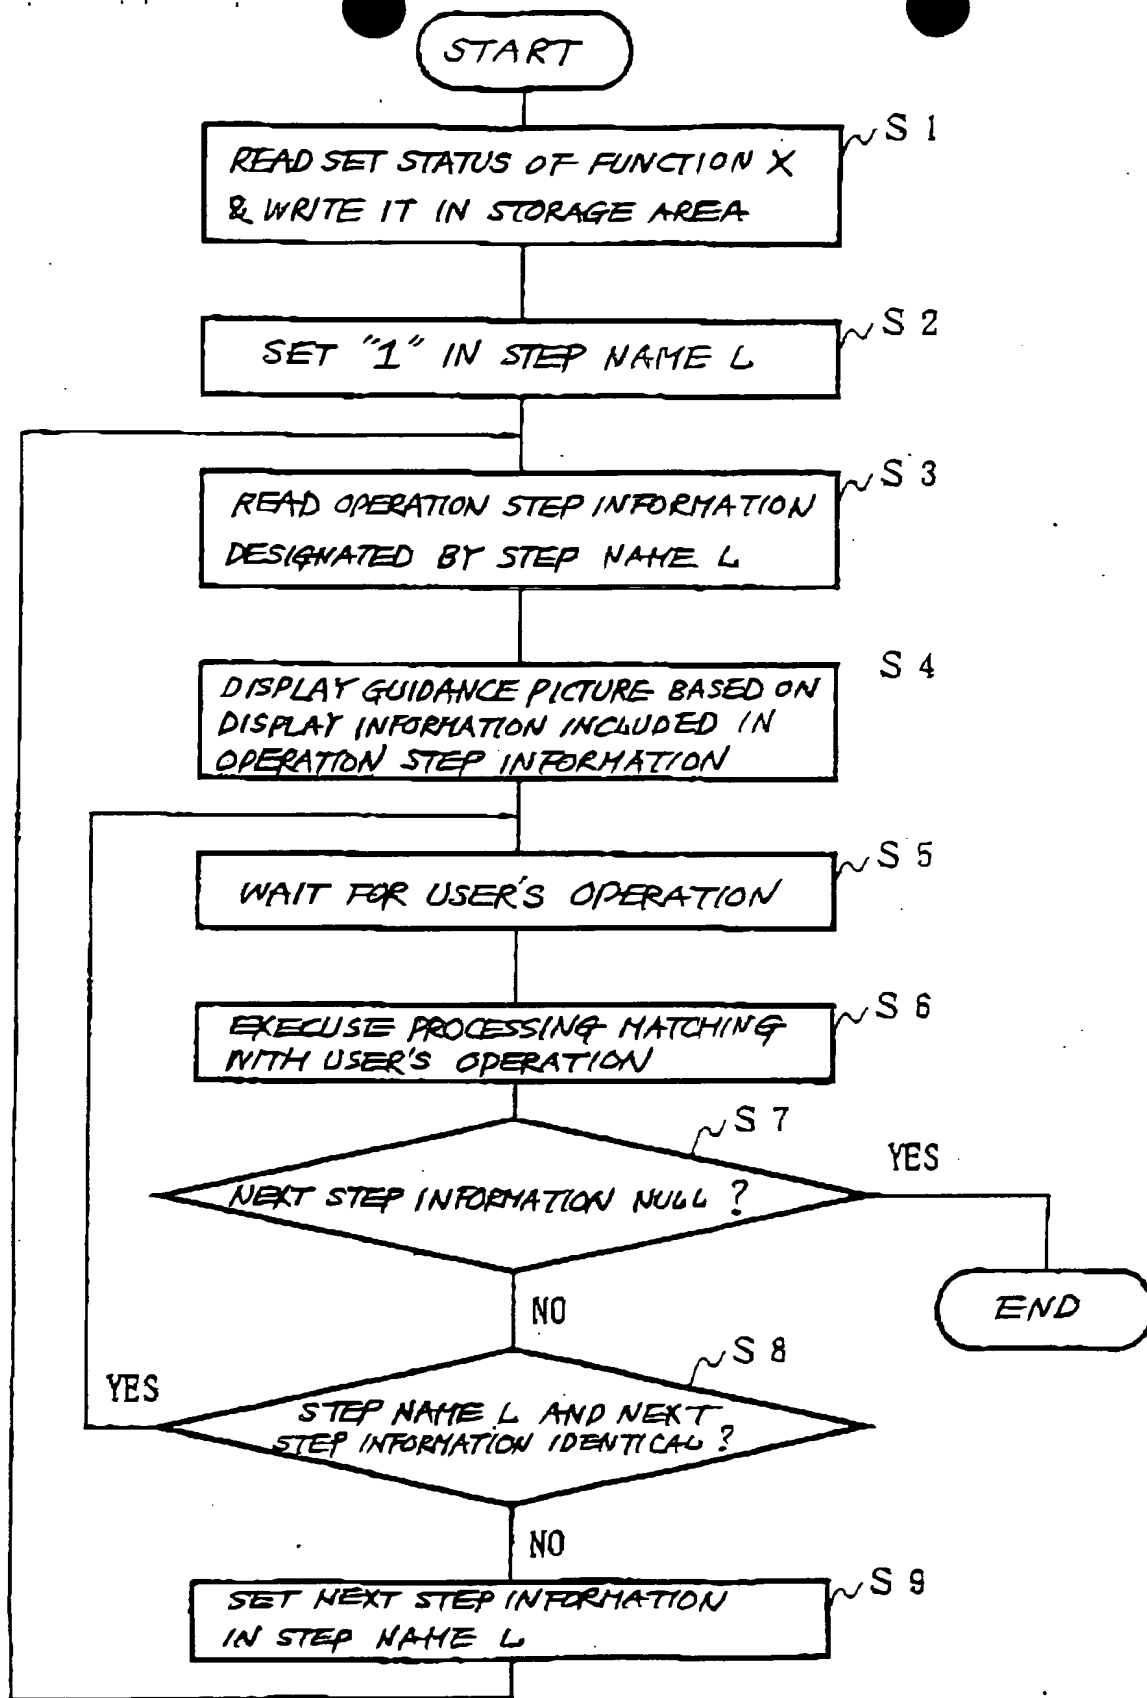 START
S 1
READ SET STATUS OF FUNCTION X
& WRITE IT IN STORAGE AREA
S 2
SET "1" IN STEP NAME L
S 3
READ OPERATION STEP INFORMATION
DESIGNATED BY STEP NAME L
S 4
DISPLAY GUIDANCE PICTURE BASED ON
DISPLAY INFORMATION INCLUDED IN
OPERATION STEP INFORMATION
S 5
WAIT FOR USER'S OPERATION
S 6
EXECUSE PROCESSING MATCHING
WITH USER'S OPERATION
S 7
YES
NEXT STEP INFORMATION NULL ?
END
NO
S 8
YES
STEP NAME L AND NEXT
STEP INFORMATION IDENTICAL ?
NO
S 9
SET NEXT STEP INFORMATION
IN STEP NAME L